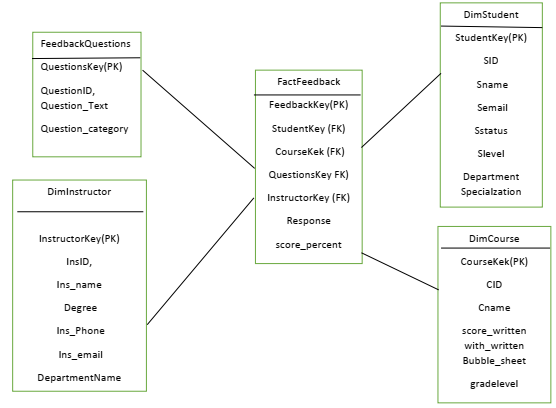 FeedbackQuestions
QuestionsKey(PK)
QuestionID,
Question_Text
Question_category
DimInstructor
InstructorKey(PK)
InsID,
Ins_name
Degree
Ins_Phone
Ins_email
DepartmentName
FactFeedback
FeedbackKey(PK)
StudentKey (FK)
CourseKek (FK)
QuestionsKey FK)
InstructorKey (FK)
Response
score_percent
DimStudent
StudentKey(PK)
SID
Sname
Semail
Sstatus
Slevel
Department
Specialzation
DimCourse
CourseKek(PK)
CID
Cname
score_written
with_written
Bubble_sheet
gradelevel